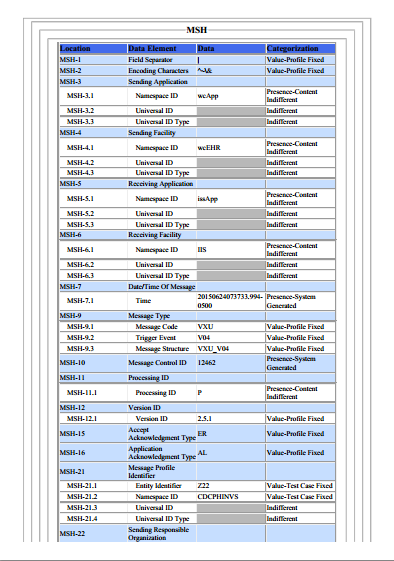 MSH
Location Data Element Data Categorization
MSH-1 Field Separator | Value-Profile Fixed
MSH-2 Encoding Characters ^~\& Value-Profile Fixed
MSH-3 Sending Application
MSH-3.1 Namespace ID wcApp Presence-Content
Indifferent
MSH-3.2 Universal ID Indifferent
MSH-3.3 Universal ID Type Indifferent
MSH-4 Sending Facility
MSH-4.1 Namespace ID wcEHR Presence-Content
Indifferent
MSH-4.2 Universal ID Indifferent
MSH-4.3 Universal ID Type Indifferent
MSH-5 Receiving Application
MSH-5.1 Namespace ID issApp Presence-Content
Indifferent
MSH-5.2 Universal ID Indifferent
MSH-5.3 Universal ID Type Indifferent
MSH-6 Receiving Facility
MSH-6.1 Namespace ID IIS Presence-Content
Indifferent
MSH-6.2 Universal ID Indifferent
MSH-6.3 Universal ID Type Indifferent
MSH-7 Date/Time Of Message
MSH-7.1 Time 20150624073733.994- Presence-System
0500 Generated
MSH-9 Message Type
MSH-9.1 Message Code VXU Value-Profile Fixed
MSH-9.2 Trigger Event V04 Value-Profile Fixed
MSH-9.3 Message Structure VXU_V04 Value-Profile Fixed
MSH-10 Message Control ID 12462 Presence-System
Generated
MSH-11 Processing ID
MSH-11.1 Processing ID P Presence-Content
Indifferent
MSH-12 Version ID
MSH-12.1 Version ID 2.5.1 Value-Profile Fixed
MSH-15 Accept
Acknowledgment Type ER Value-Profile Fixed
MSH-16 Application
Acknowledgment Type AL Value-Profile Fixed
MSH-21 Message Profile
Identifier
MSH-21.1 Entity Identifier Z22 Value-Test Case Fixed
MSH-21.2 Namespace ID CDCPHINVS Value-Test Case Fixed
MSH-21.3 Universal ID Indifferent
MSH-21.4 Universal ID Type Indifferent
MSH-22 Sending Responsible
Organization